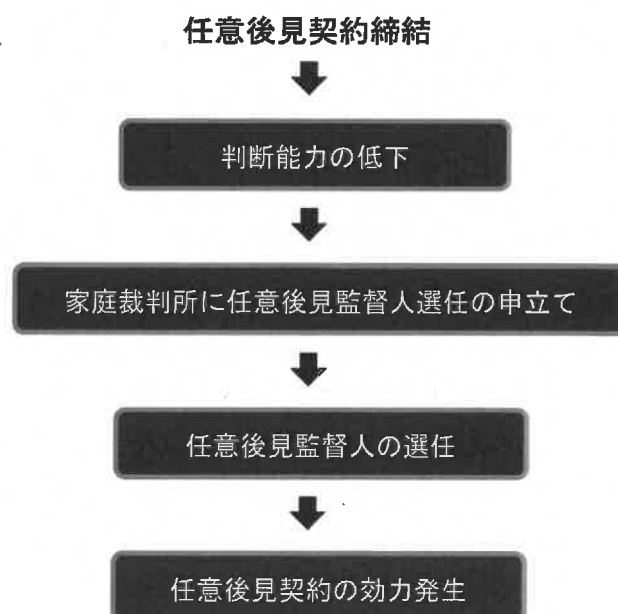 任意後見契約締結
判断能力の低下
家庭裁判所に任意後見監督人選任の申立て
任意後見監督人の選任
任意後見契約の効力発生